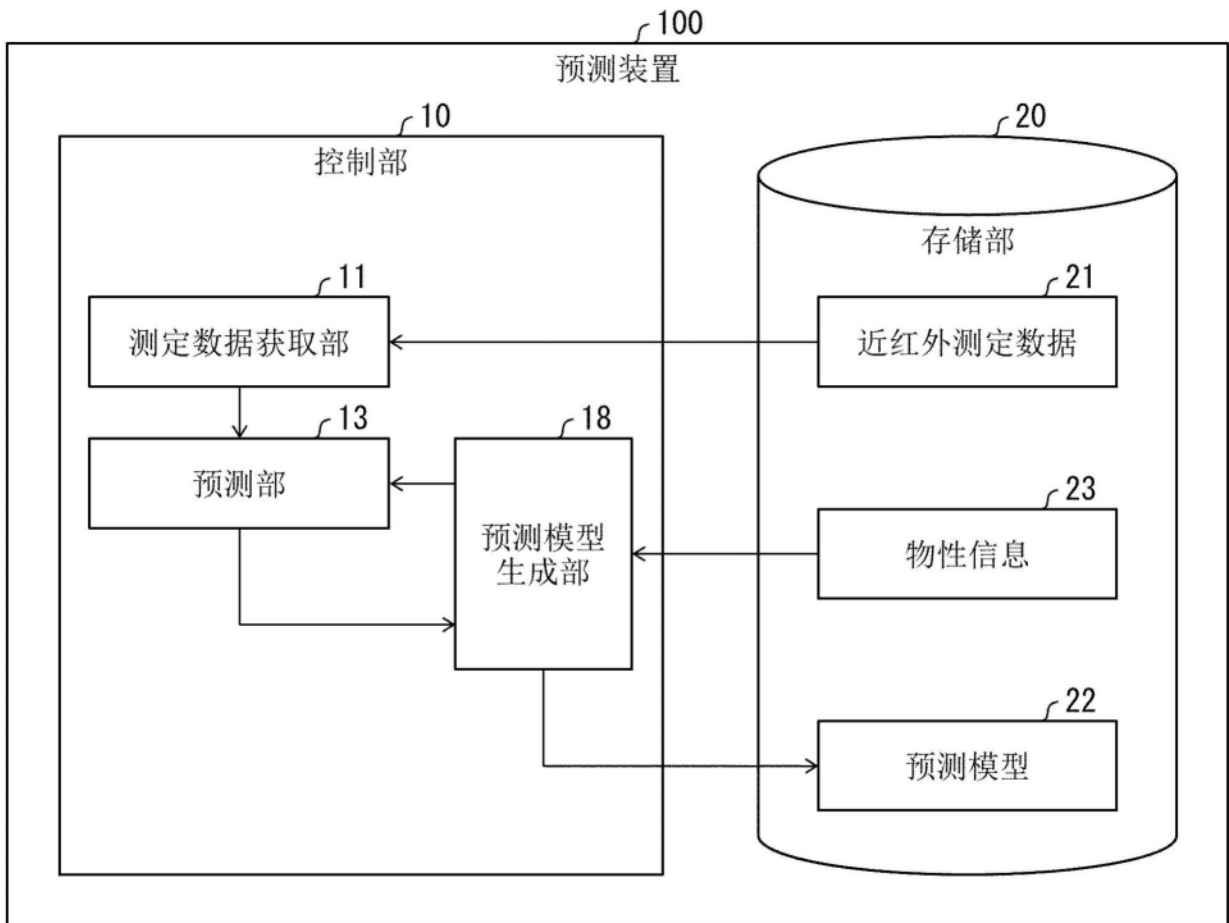 100
预测装置
10
控制部
20
存储部
11
测定数据获取部
21
近红外测定数据
13
预测部
18
预测模型
生成部
23
物性信息
22
预测模型